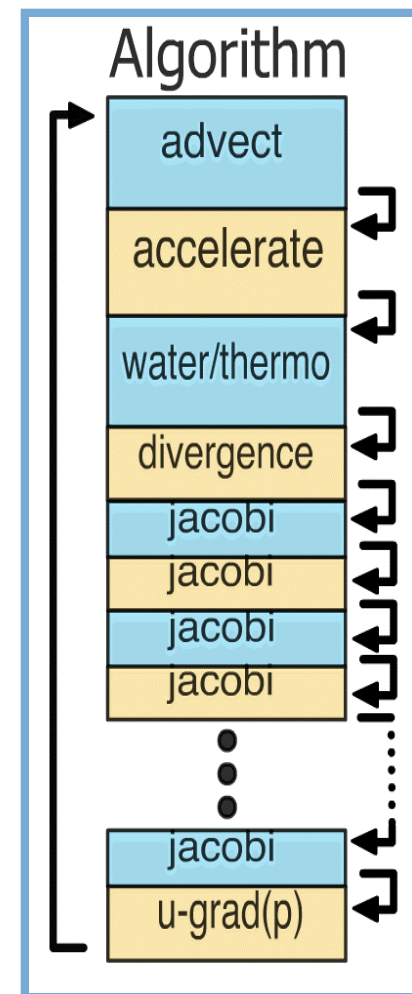 Algorithm
advect
accelerate
water/thermo
divergence
jacobi
jacobi
jacobi
jacobi
jacobi
u-grad(p)